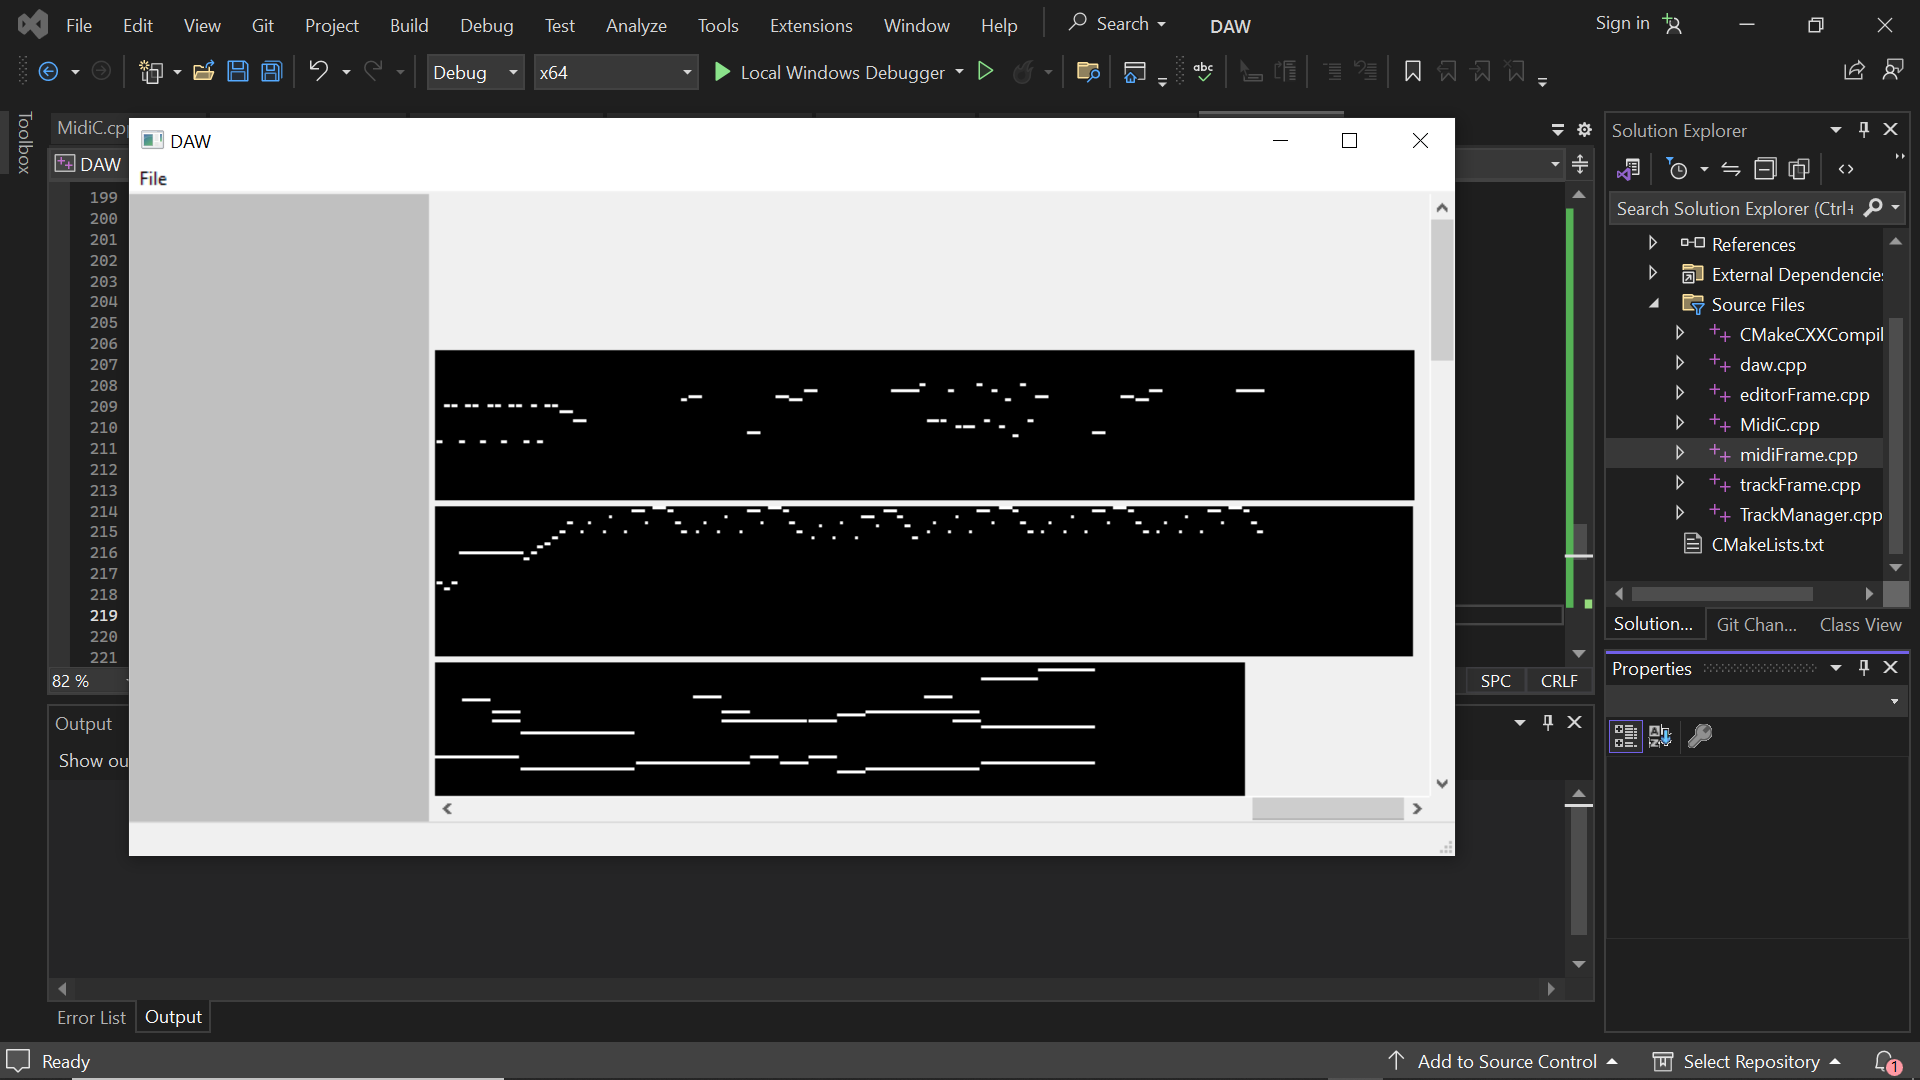 File Edit View Git Project Build Debug Test Analyze Tools Extensions Window Help Search DAW Sign in
Debug x64 Local Windows Debugger abc
Toolbox
MidiC.cpp
DAW
DAW
File
199
200
201
202
203
204
205
206
207
208
209
210
211
212
213
214
215
216
217
218
219
220
221
82 % SPC CRLF
Output
Show ou
Error List Output
Solution Explorer
Search Solution Explorer (Ctrl+
References
External Dependencies
Source Files
CMakeCXXCompil
daw.cpp
editorFrame.cpp
MidiC.cpp
midiFrame.cpp
trackFrame.cpp
TrackManager.cpp
CMakeLists.txt
Solution... Git Chan... Class View
Properties
Ready Add to Source Control Select Repository 1